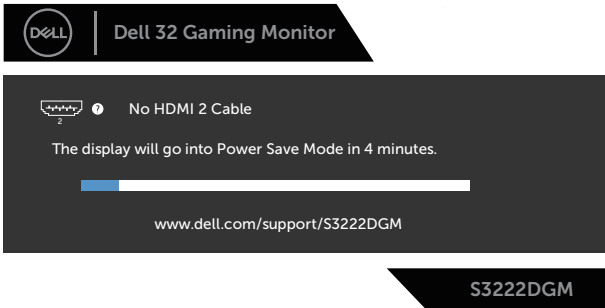 DELL
Dell 32 Gaming Monitor
? No HDMI 2 Cable
2
The display will go into Power Save Mode in 4 minutes.
www.dell.com/support/S3222DGM
S3222DGM